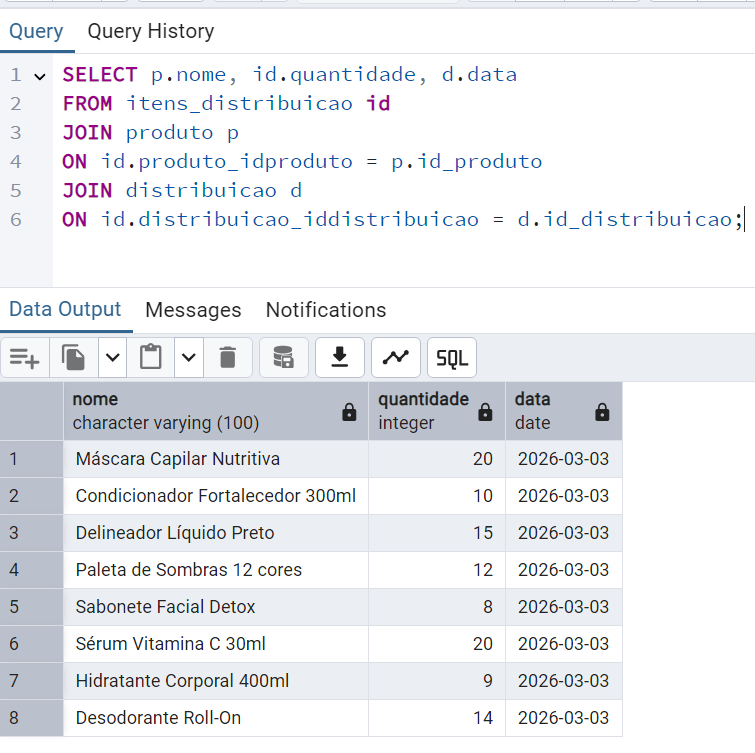 Query Query History
1 SELECT p.nome, id.quantidade, d.data
2 FROM itens_distribuicao id
3 JOIN produto p
4 ON id.produto_idproduto = p.id_produto
5 JOIN distribuicao d
6 ON id.distribuicao_iddistribuicao = d.id_distribuicao;
Data Output Messages Notifications
SQL
nome quantidade data
character varying (100) integer date
1 Máscara Capilar Nutritiva 20 2026-03-03
2 Condicionador Fortalecedor 300ml 10 2026-03-03
3 Delineador Líquido Preto 15 2026-03-03
4 Paleta de Sombras 12 cores 12 2026-03-03
5 Sabonete Facial Detox 8 2026-03-03
6 Sérum Vitamina C 30ml 20 2026-03-03
7 Hidratante Corporal 400ml 9 2026-03-03
8 Desodorante Roll-On 14 2026-03-03